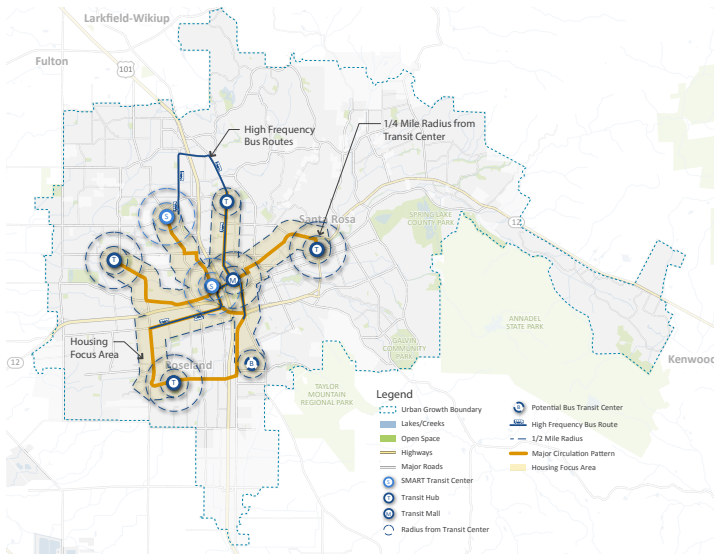 Larkfield-Wikiup
Fulton
101
High Frequency
Bus Routes
1/4 Mile Radius from
Transit Center
T
S
Santa Rosa
SPRING LAKE
COUNTY PARK
12
T
T
S
M
ANNADEL
STATE PARK
Housing
Focus Area
GALVIN
COMMUNITY
PARK
Kenwood
12
Roseland
B
T
TAYLOR
MOUNTAIN
REGIONAL PARK
Legend
Urban Growth Boundary
Lakes/Creeks
Open Space
Highways
Major Roads
S SMART Transit Center
T Transit Hub
M Transit Mall
Radius from Transit Center
B Potential Bus Transit Center
High Frequency Bus Route
1/2 Mile Radius
Major Circulation Pattern
Housing Focus Area